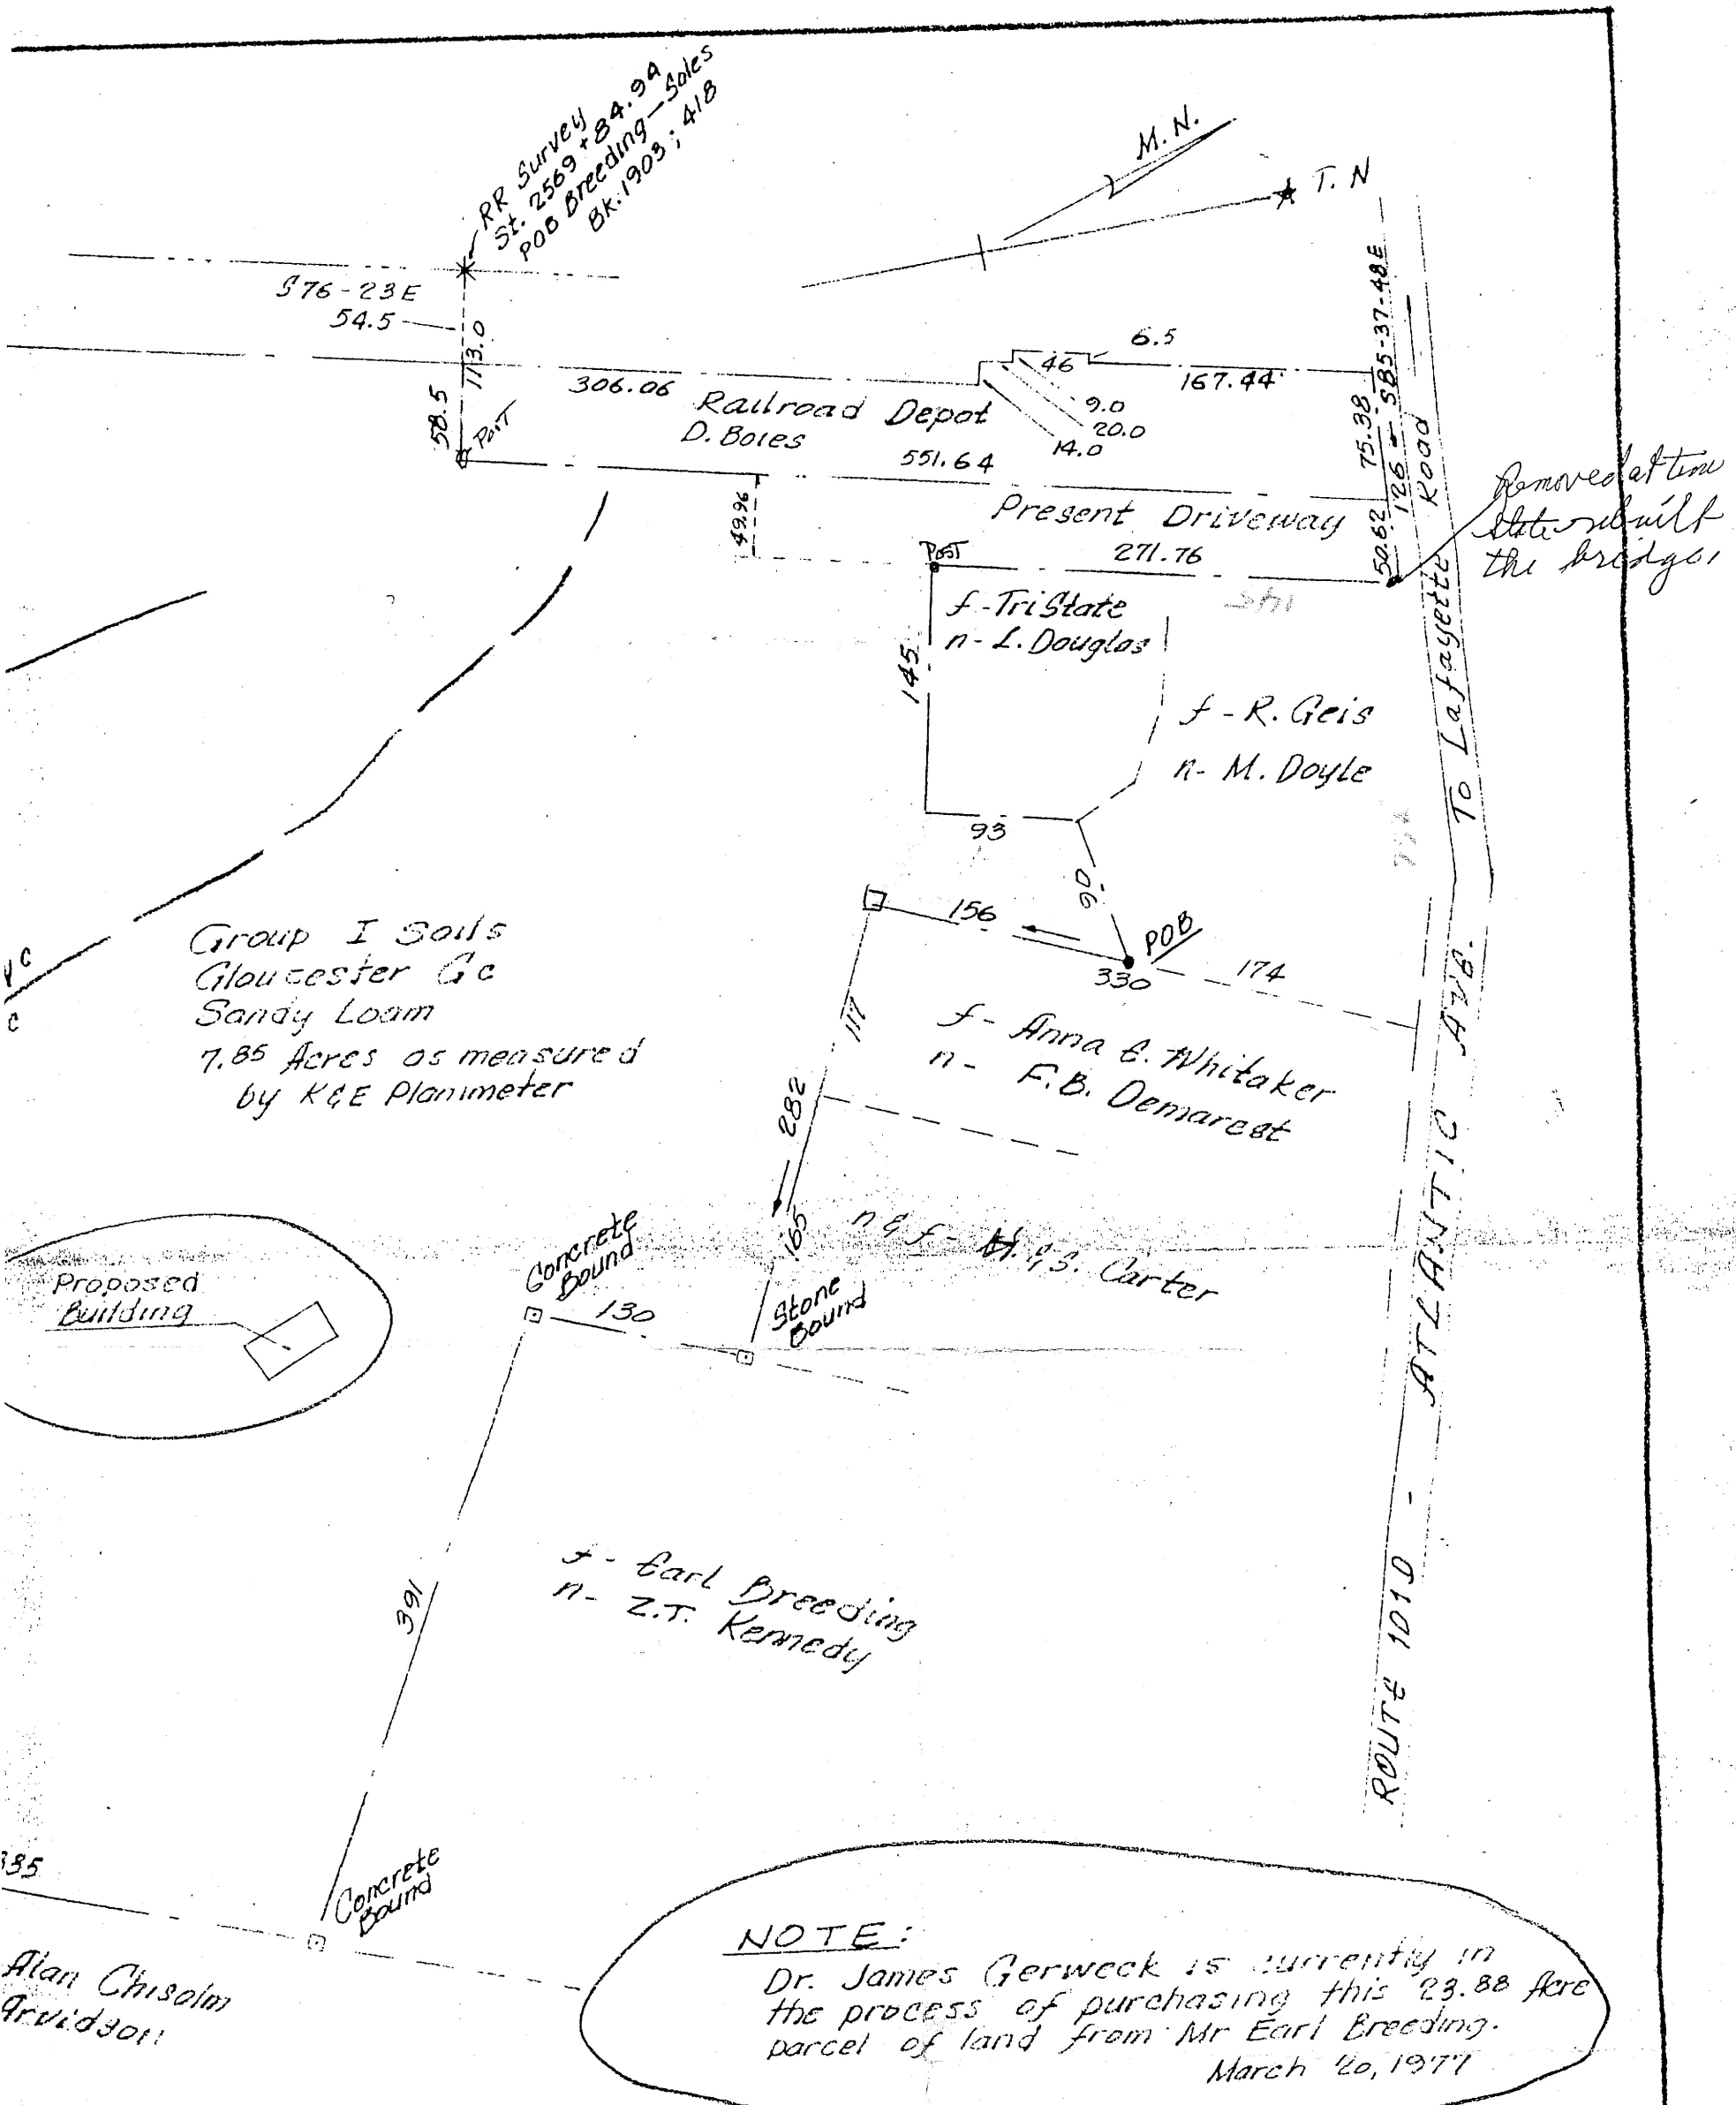 RR Survey
St. 2569 + 84.94
POB Breeding - Soles
Bk. 1903 ; 418
M.N.
T. N
S76-23E
54.5
113.0
58.5
Post
306.06
Railroad Depot
D. Boles
551.64
46
6.5
167.44
9.0
20.0
14.0
75.38
50.62
126 - S85-37-48E
Road
To Lafayette
Removed at time
State rebuilt
the bridge.
49.96
Present Driveway
Post
271.76
f - TriState
n - L. Douglas
145
f - R. Geis
n - M. Doyle
93
90
156
POB
330
174
Group I Soils
Gloucester Gc
Sandy Loam
7.85 Acres as measured
by K&E Planimeter
C
117
f - Anna E. Whitaker
n - F.B. Demarest
282
165
n & f - & S. Carter
Concrete
Bound
130
Stone
Bound
Proposed
Building
391
f - Earl Breeding
n - Z.T. Kennedy
ROUTE 101D - ATLANTIC AVE.
335
Concrete
Bound
Alan Chisolm
Arvidson
NOTE:
Dr. James Gerweck is currently in
the process of purchasing this 23.88 Acre
parcel of land from Mr Earl Breeding.
March 20, 1977